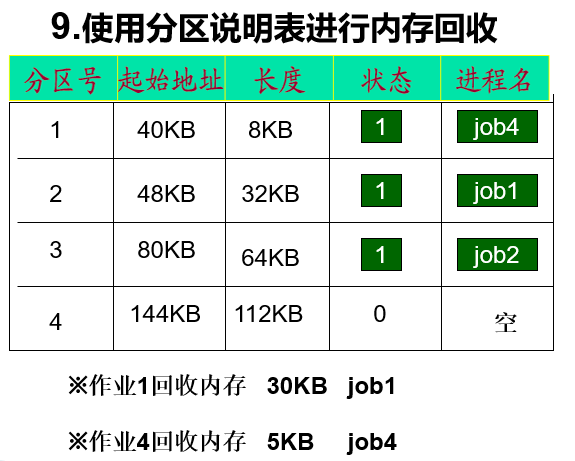 9.使用分区说明表进行内存回收
分区号 起始地址 长度 状态 进程名
1 40KB 8KB 1 job4
2 48KB 32KB 1 job1
3 80KB 64KB 1 job2
4 144KB 112KB 0 空
※作业1回收内存 30KB job1
※作业4回收内存 5KB job4